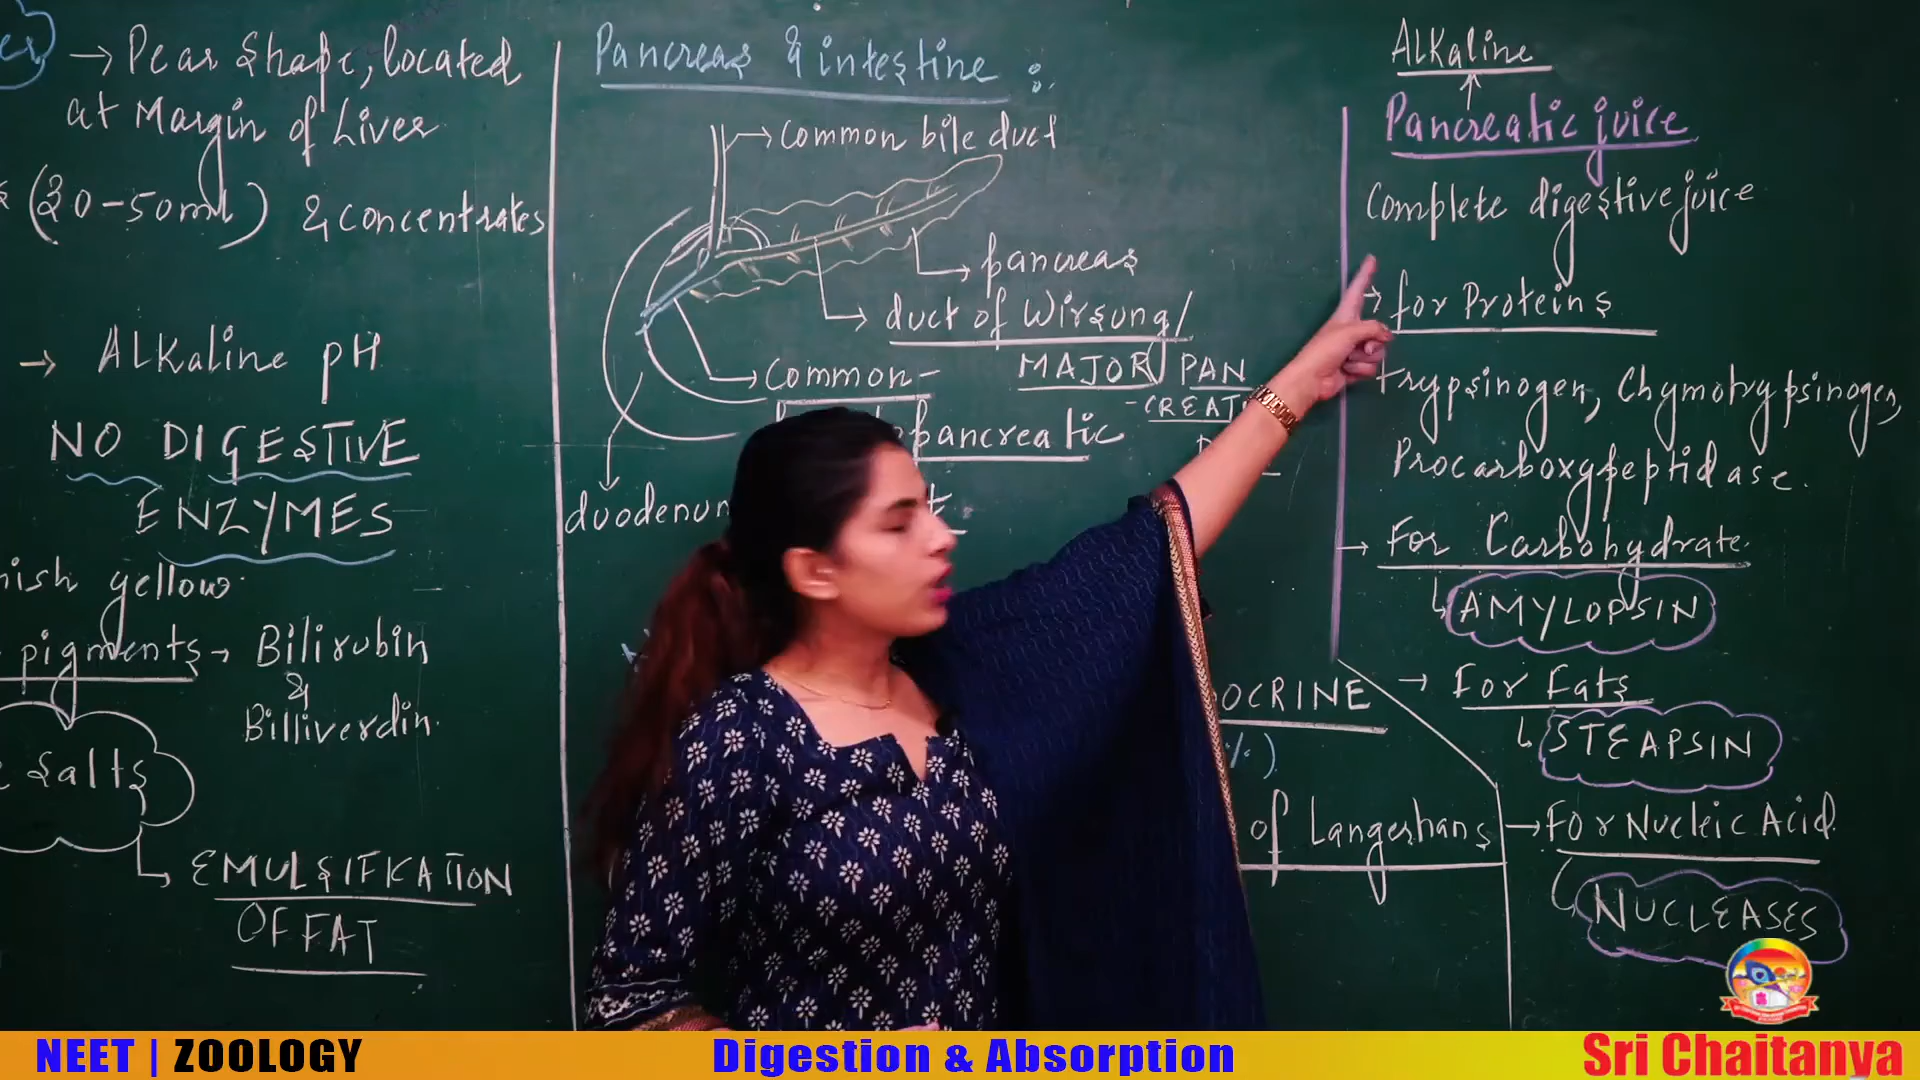 → Pear Shape, located
at Margin of Liver
(30-50ml) & concentrates
→ Alkaline pH
NO DIGESTIVE
ENZYMES
nish yellow.
pigments → Bilirubin
&
Billiverdin.
Salts
EMULSIFICATION
OF FAT
Pancreas & intestine :
→ Common bile duct
→ pancreas
→ duct of Wirsung/
MAJOR PAN
-CREAT
→ Common-
pancreatic
duodenum
OCRINE
%)
of Langerhans
Alkaline
↑
Pancreatic juice
Complete digestive juice
→ for Proteins
Trypsinogen, Chymotrypsinogen,
Procarboxypeptidase.
→ For Carbohydrate.
AMYLOPSIN
→ For Fats
STEAPSIN
→ For Nucleic Acid
NUCLEASES
NEET | ZOOLOGY
Digestion & Absorption
Sri Chaitanya